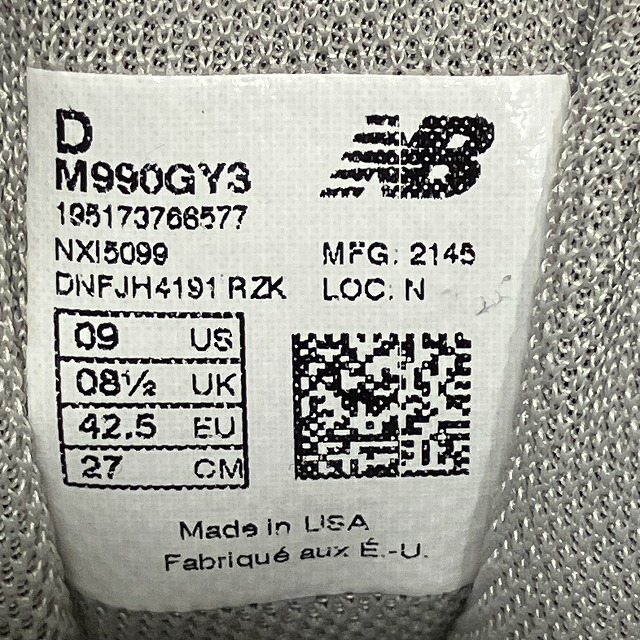 D
M990GY3
195173766577
NXI5099
MFG: 2145
DNFJH4191 RZK
LOC: N
09 US
08½ UK
42.5 EU
27 CM
Made in USA
Fabriqué aux É.-U.